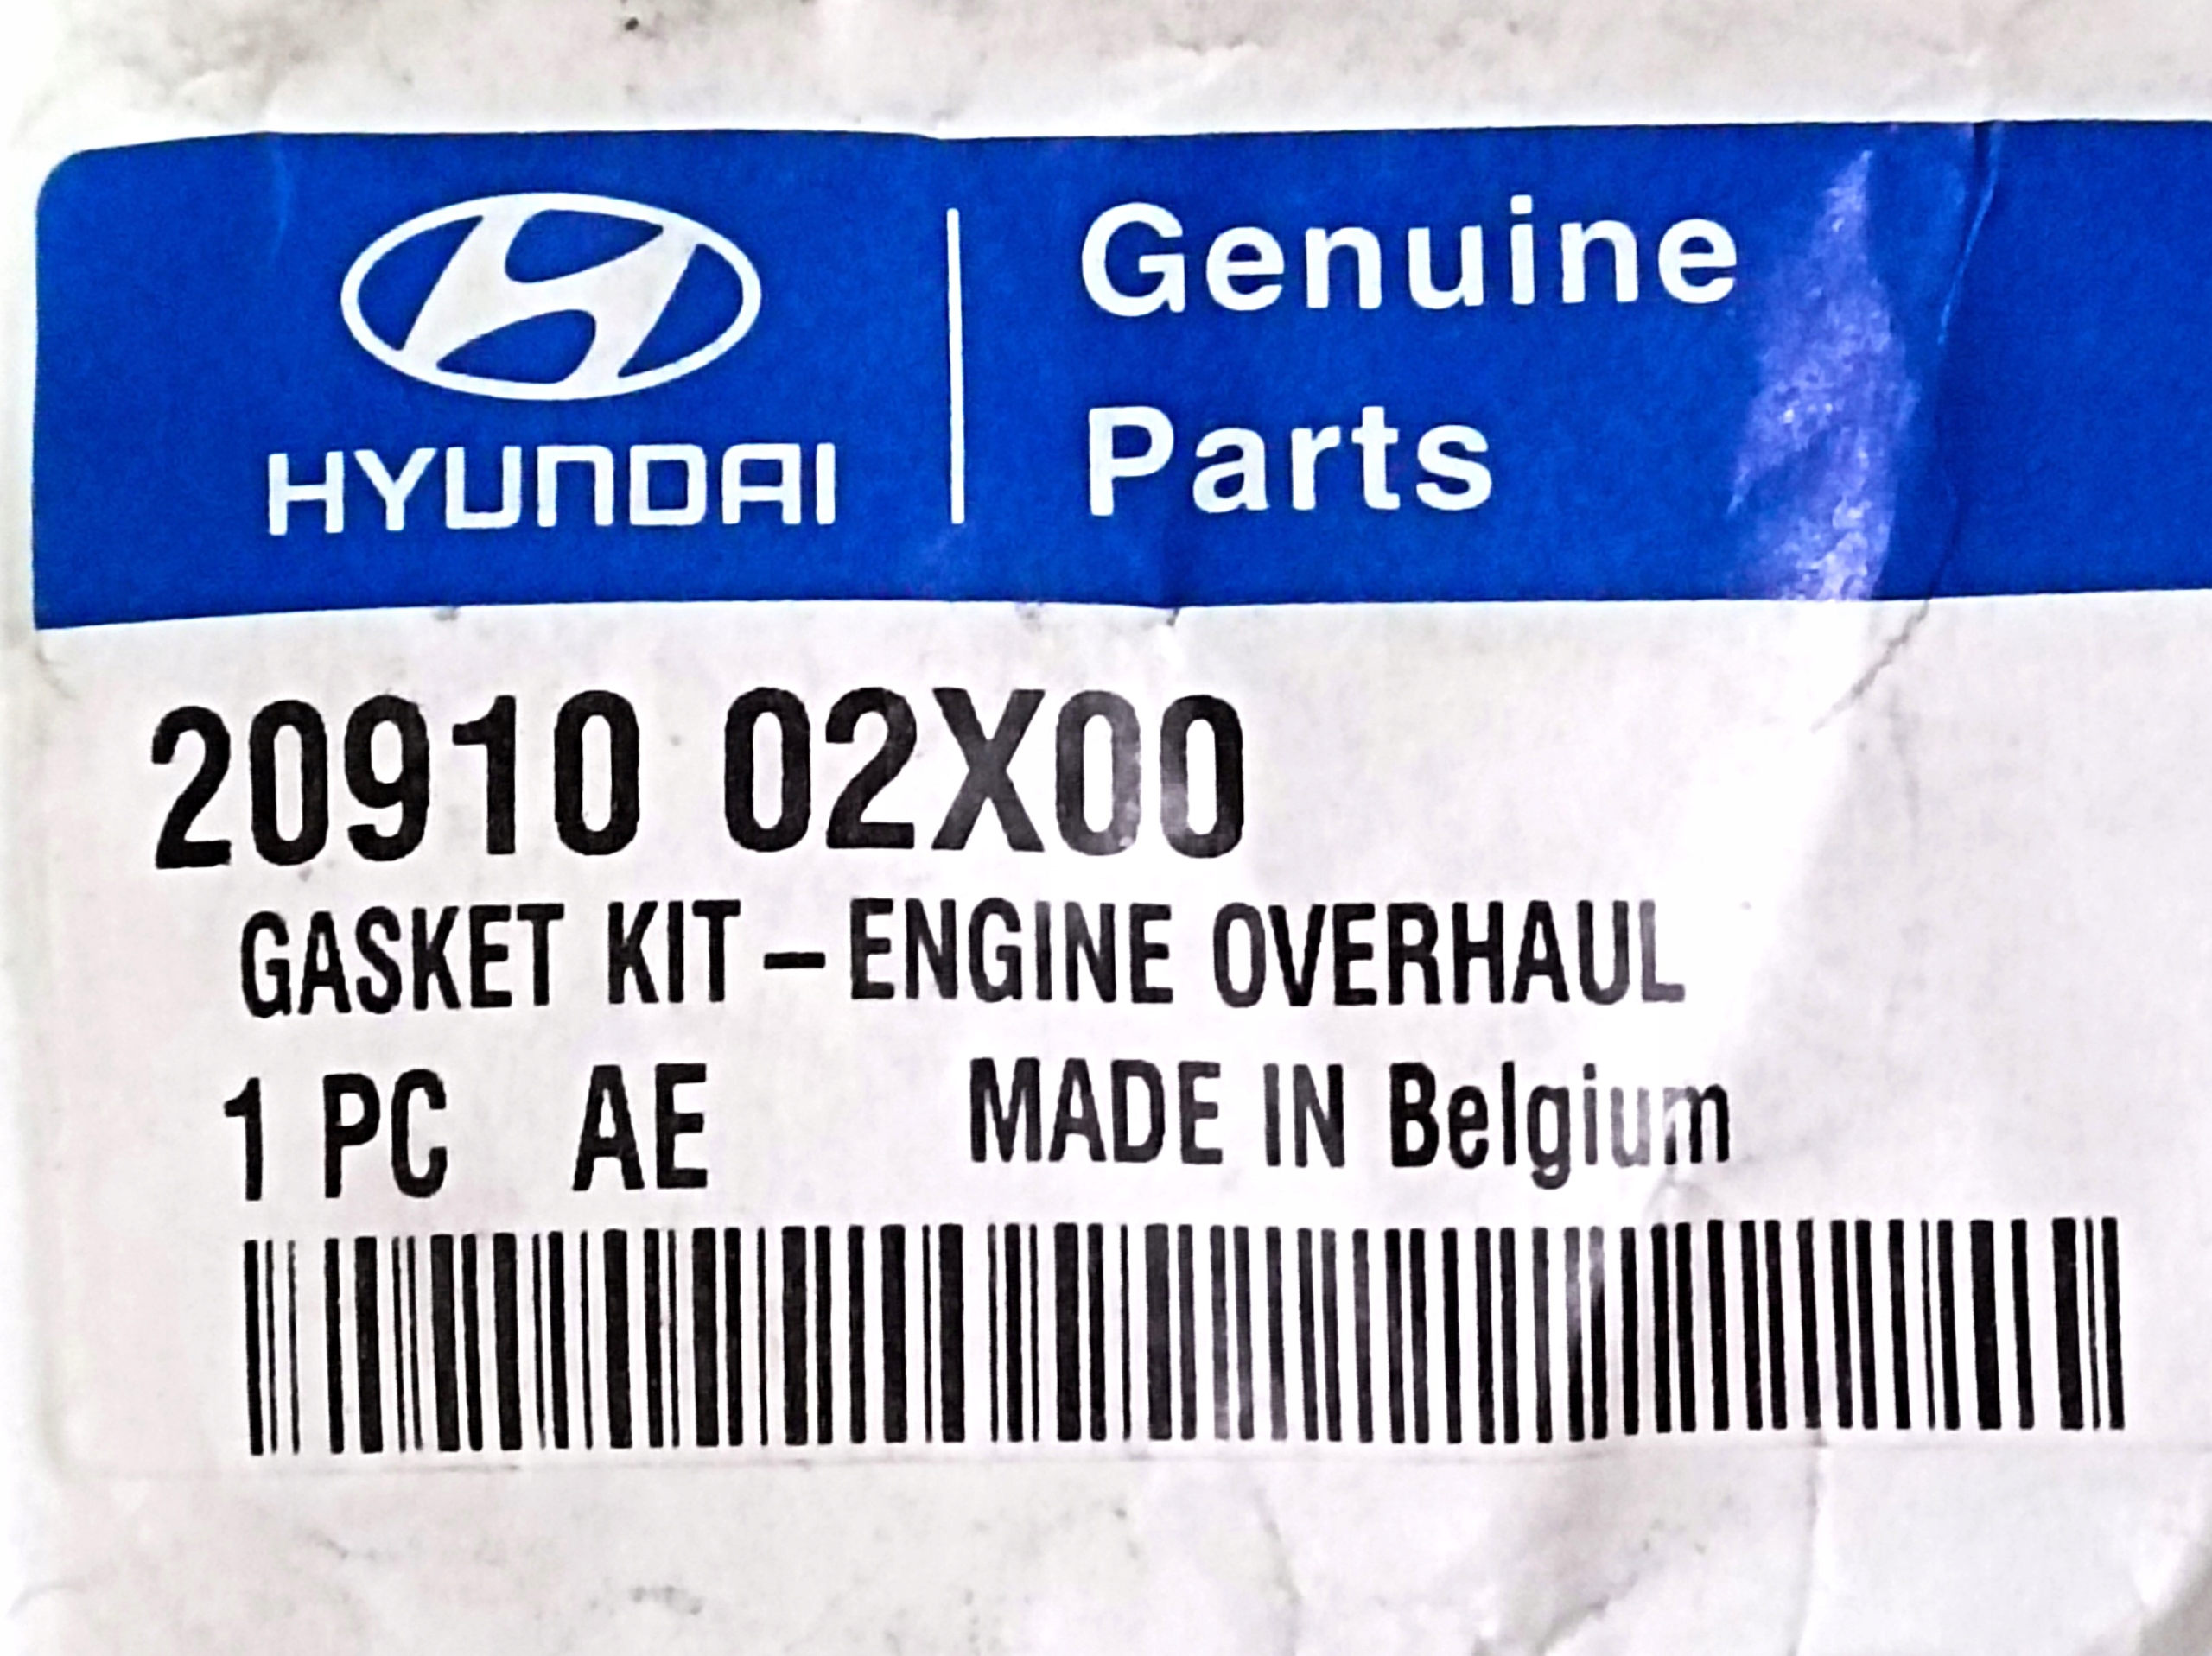 HYUNDAI
Genuine
Parts
20910 02X00
GASKET KIT – ENGINE OVERHAUL
1 PC AE MADE IN Belgium